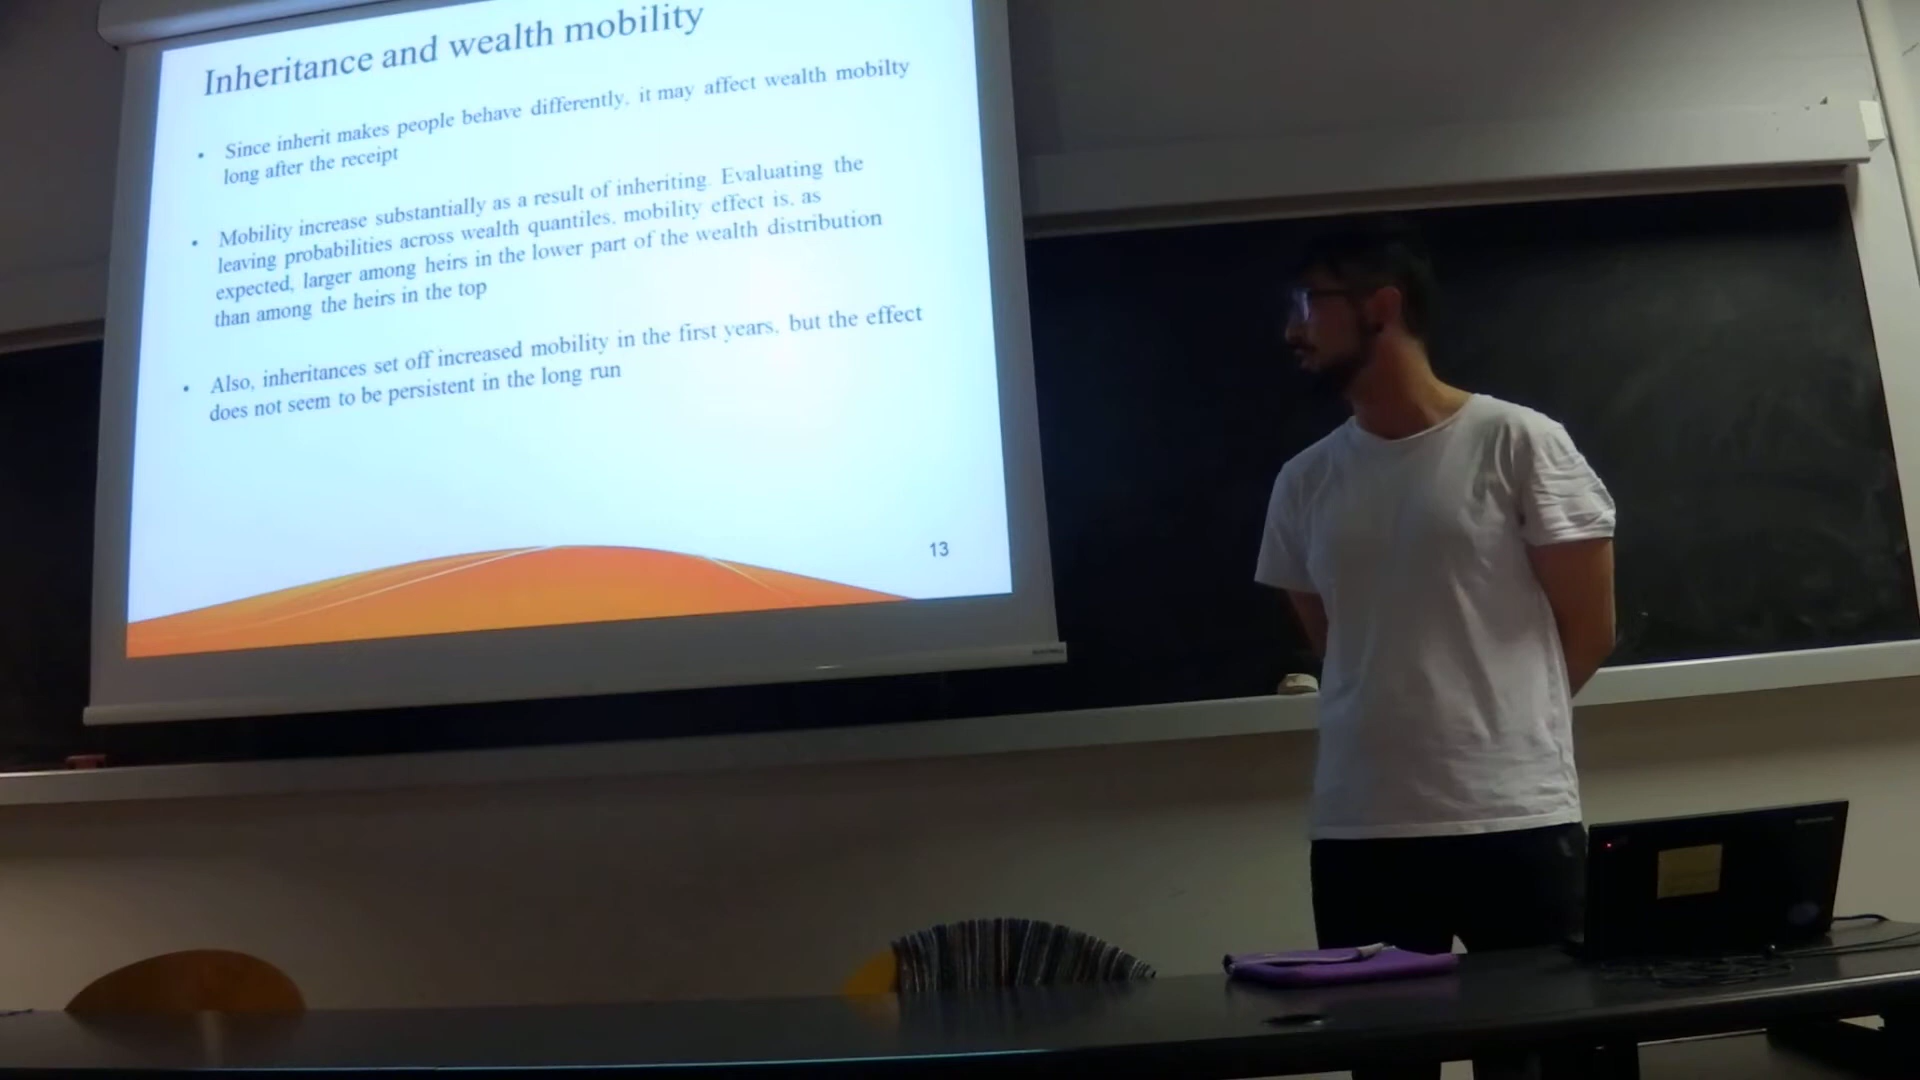 Inheritance and wealth mobility
• Since inherit makes people behave differently, it may affect wealth mobilty
long after the receipt
• Mobility increase substantially as a result of inheriting. Evaluating the
leaving probabilities across wealth quantiles, mobility effect is, as
expected, larger among heirs in the lower part of the wealth distribution
than among the heirs in the top
• Also, inheritances set off increased mobility in the first years, but the effect
does not seem to be persistent in the long run
13